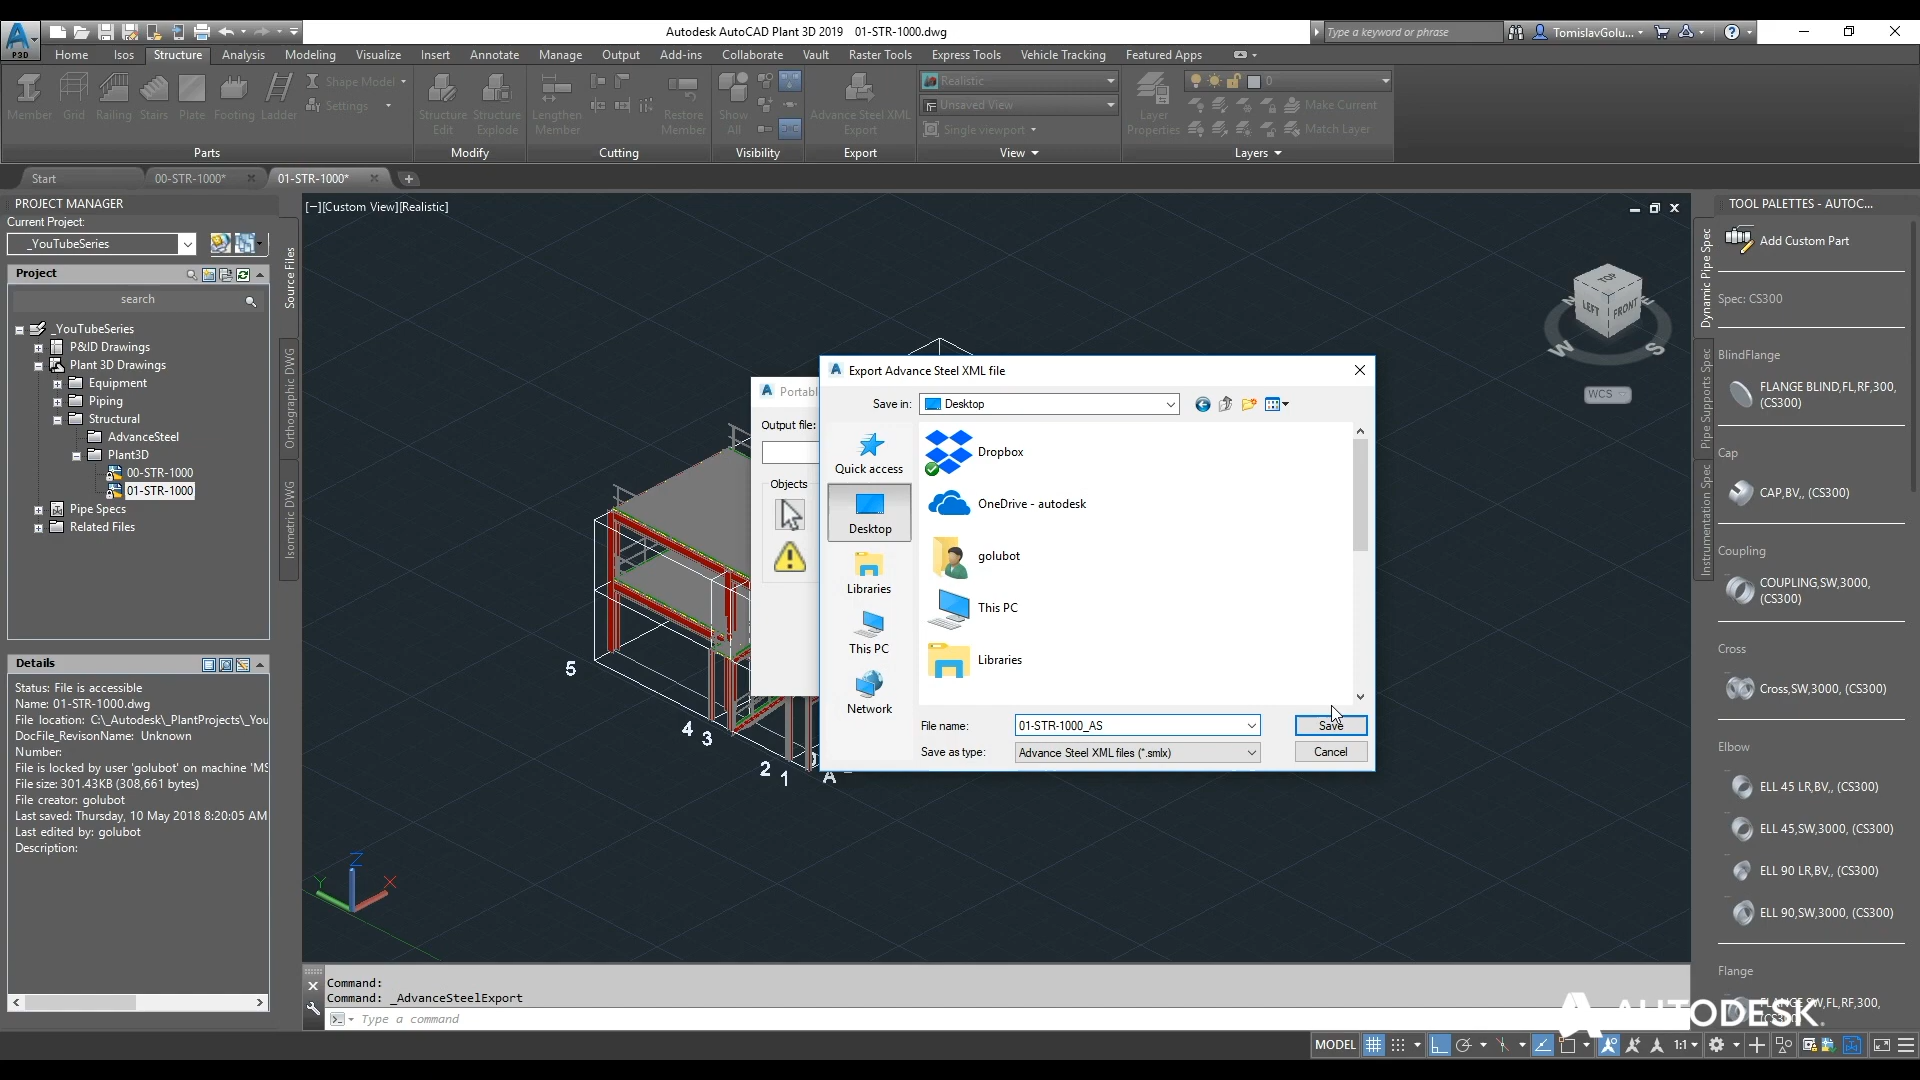 Autodesk AutoCAD Plant 3D 2019   01-STR-1000.dwg
Type a keyword or phrase
TomislavGolu...
P3D
Home Isos Structure Analysis Modeling Visualize Insert Annotate Manage Output Add-ins Collaborate Vault Raster Tools Express Tools Vehicle Tracking Featured Apps
Member Grid Railing Stairs Plate Footing Ladder
Shape Model
Settings
Structure Edit
Structure Explode
Lengthen Member
Restore Member
Show All
Advance Steel XML Export
Realistic
Unsaved View
Single viewport
Layer Properties
0
Make Current
Match Layer
Parts Modify Cutting Visibility Export View Layers
Start 00-STR-1000* 01-STR-1000*
PROJECT MANAGER
Current Project:
_YouTubeSeries
Project
search
_YouTubeSeries
P&ID Drawings
Plant 3D Drawings
Equipment
Piping
Structural
AdvanceSteel
Plant3D
00-STR-1000
01-STR-1000
Pipe Specs
Related Files
Source Files
Orthographic DWG
Isometric DWG
Details
Status: File is accessible
Name: 01-STR-1000.dwg
File location: C:\_Autodesk\_PlantProjects\_You
DocFile_RevisonName: Unknown
Number:
File is locked by user 'golubot' on machine 'MS
File size: 301.43KB (308,661 bytes)
File creator: golubot
Last saved: Thursday, 10 May 2018 8:20:05 AM
Last edited by: golubot
Description:
[−][Custom View][Realistic]
TOP
LEFT FRONT
W S
WCS
5
4
3
2
1
A
Z
Y X
Portabl
Output file:
Objects
Export Advance Steel XML file
Save in: Desktop
Quick access
Desktop
Libraries
This PC
Network
Dropbox
OneDrive - autodesk
golubot
This PC
Libraries
File name: 01-STR-1000_AS Save
Save as type: Advance Steel XML files (*.smlx) Cancel
Command:
Command: _AdvanceSteelExport
Type a command
TOOL PALETTES - AUTOC...
Dynamic Pipe Spec
Pipe Supports Spec
Instrumentation Spec
Add Custom Part
Spec: CS300
BlindFlange
FLANGE BLIND,FL,RF,300,
(CS300)
Cap
CAP,BV,, (CS300)
Coupling
COUPLING,SW,3000,
(CS300)
Cross
Cross,SW,3000, (CS300)
Elbow
ELL 45 LR,BV,, (CS300)
ELL 45,SW,3000, (CS300)
ELL 90 LR,BV,, (CS300)
ELL 90,SW,3000, (CS300)
Flange
FLANGE,SW,FL,RF,300,
(CS300)
AUTODESK.
MODEL 1:1